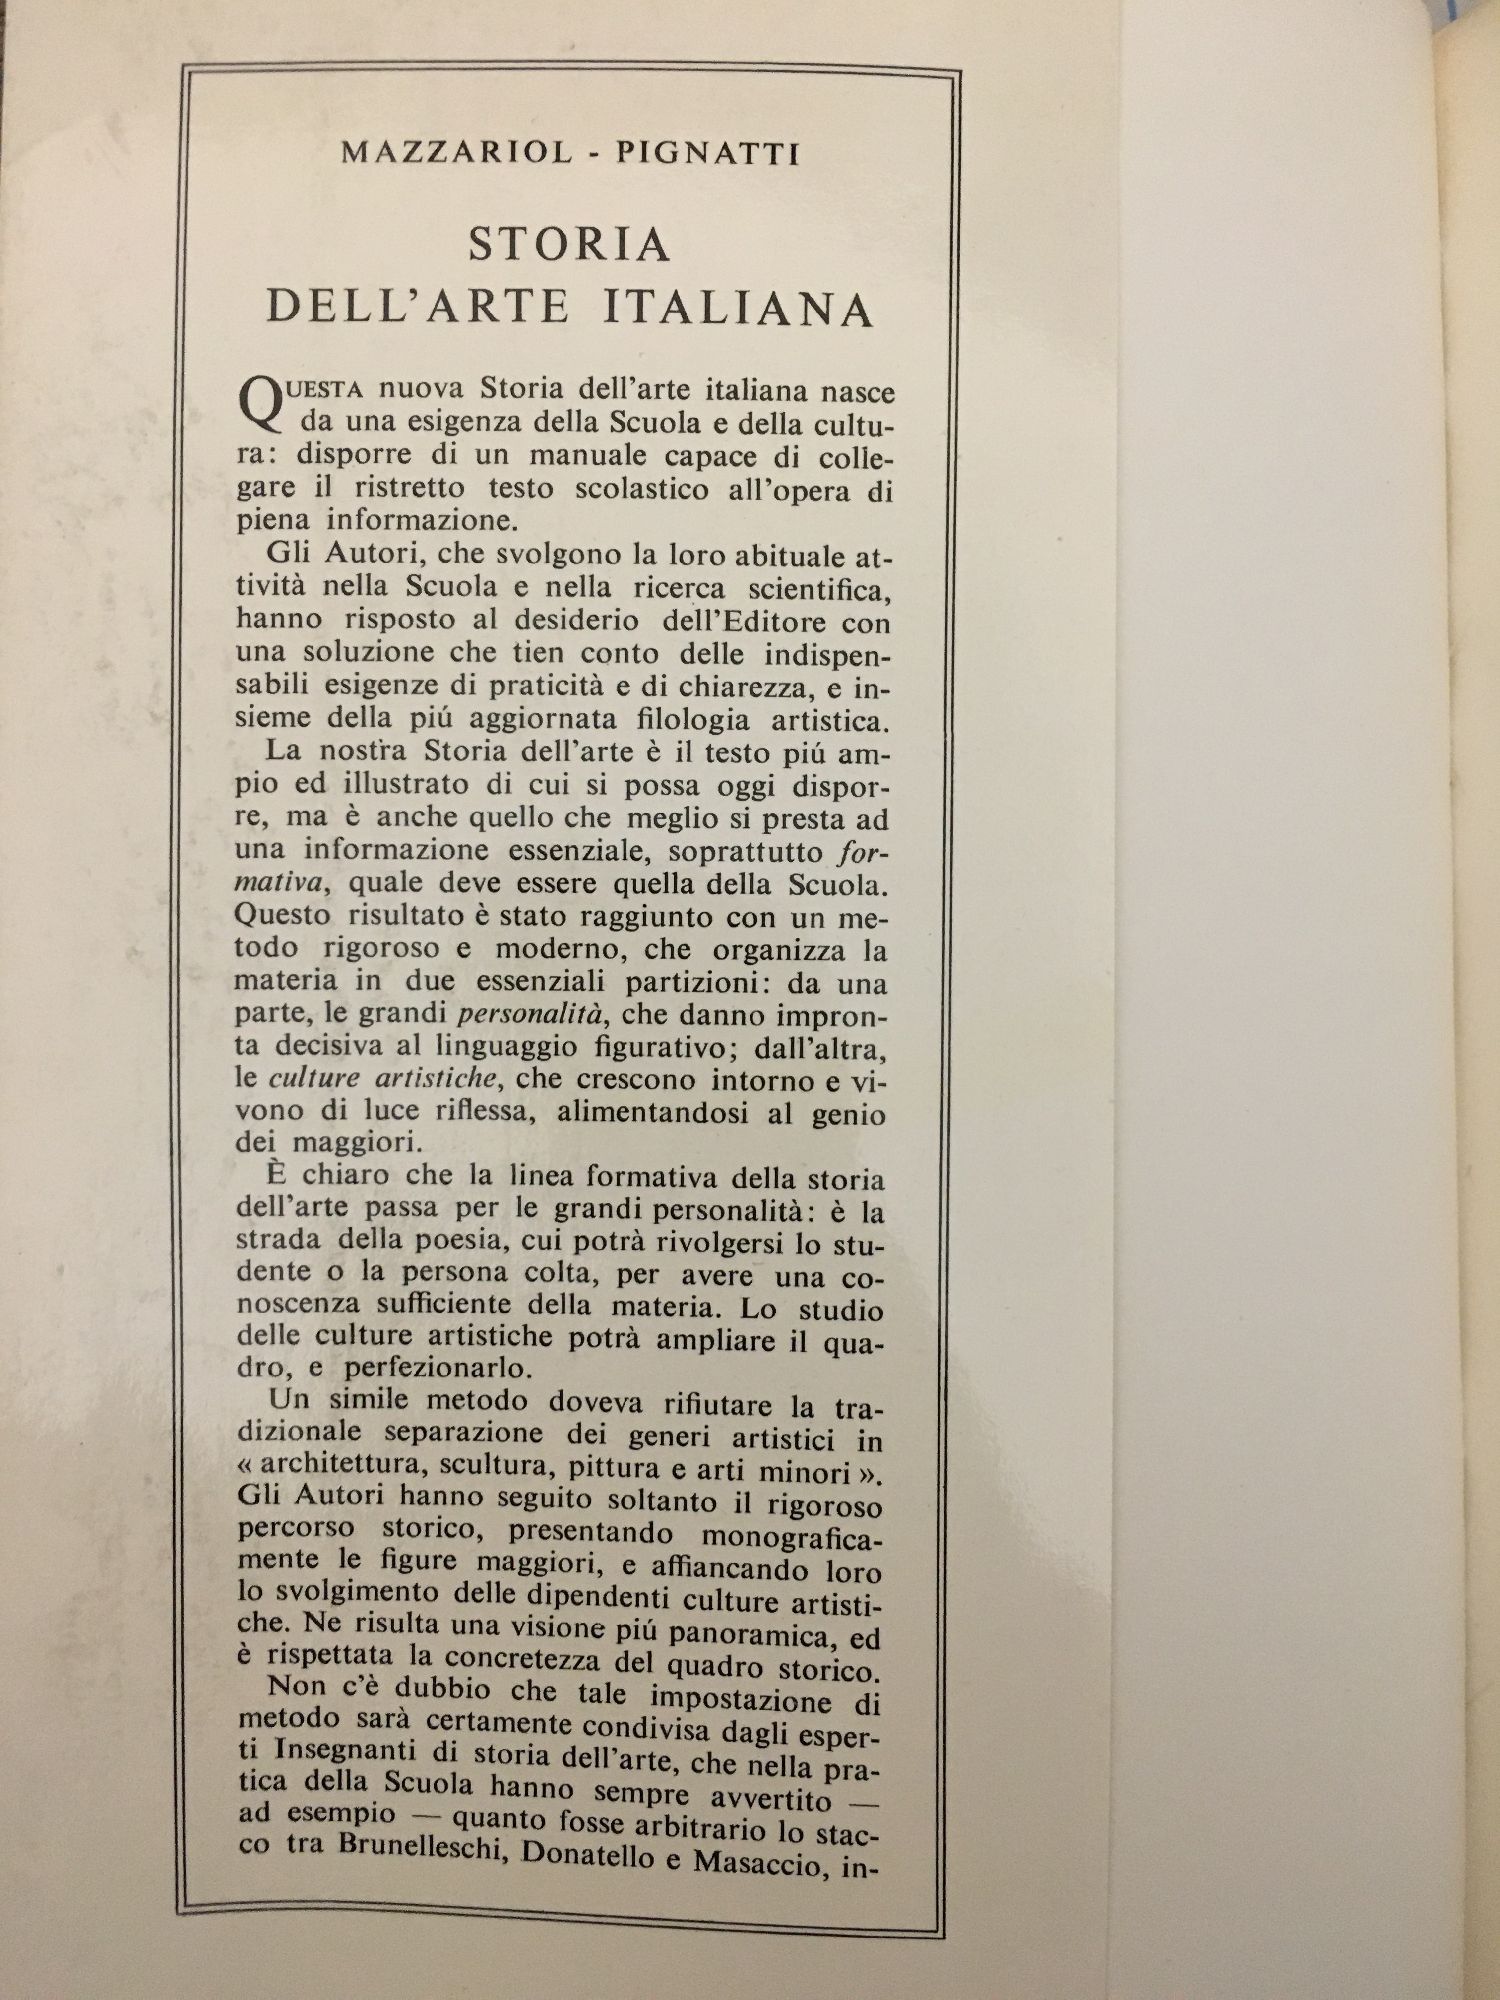 MAZZARIOL - PIGNATTI
STORIA
DELL'ARTE ITALIANA
QUESTA nuova Storia dell'arte italiana nasce
da una esigenza della Scuola e della cultu-
ra: disporre di un manuale capace di colle-
gare il ristretto testo scolastico all'opera di
piena informazione.
Gli Autori, che svolgono la loro abituale at-
tività nella Scuola e nella ricerca scientifica,
hanno risposto al desiderio dell'Editore con
una soluzione che tien conto delle indispen-
sabili esigenze di praticità e di chiarezza, e in-
sieme della piú aggiornata filologia artistica.
La nostra Storia dell'arte è il testo piú am-
pio ed illustrato di cui si possa oggi dispor-
re, ma è anche quello che meglio si presta ad
una informazione essenziale, soprattutto for-
mativa, quale deve essere quella della Scuola.
Questo risultato è stato raggiunto con un me-
todo rigoroso e moderno, che organizza la
materia in due essenziali partizioni: da una
parte, le grandi personalità, che danno impron-
ta decisiva al linguaggio figurativo; dall'altra,
le culture artistiche, che crescono intorno e vi-
vono di luce riflessa, alimentandosi al genio
dei maggiori.
È chiaro che la linea formativa della storia
dell'arte passa per le grandi personalità: è la
strada della poesia, cui potrà rivolgersi lo stu-
dente o la persona colta, per avere una co-
noscenza sufficiente della materia. Lo studio
delle culture artistiche potrà ampliare il qua-
dro, e perfezionarlo.
Un simile metodo doveva rifiutare la tra-
dizionale separazione dei generi artistici in
« architettura, scultura, pittura e arti minori ».
Gli Autori hanno seguito soltanto il rigoroso
percorso storico, presentando monografica-
mente le figure maggiori, e affiancando loro
lo svolgimento delle dipendenti culture artisti-
che. Ne risulta una visione piú panoramica, ed
è rispettata la concretezza del quadro storico.
Non c'è dubbio che tale impostazione di
metodo sarà certamente condivisa dagli esper-
ti Insegnanti di storia dell'arte, che nella pra-
tica della Scuola hanno sempre avvertito —
ad esempio — quanto fosse arbitrario lo stac-
co tra Brunelleschi, Donatello e Masaccio, in-